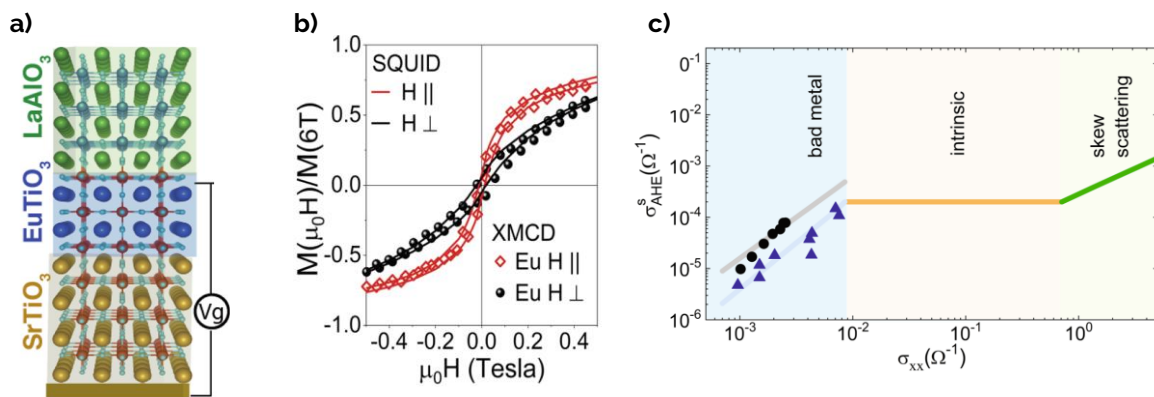 a)
LaAlO₃
EuTiO₃
SrTiO₃
Vg
b)
M(μ₀H)/M(6T)
1.0
0.5
0.0
-0.5
-1.0
SQUID
H ||
H ⊥
XMCD
Eu H ||
Eu H ⊥
-0.4 -0.2 0.0 0.2 0.4
μ₀H (Tesla)
c)
σˢ_AHE(Ω⁻¹)
10⁻¹
10⁻²
10⁻³
10⁻⁴
10⁻⁵
10⁻⁶
bad metal
intrinsic
skew
scattering
10⁻³ 10⁻² 10⁻¹ 10⁰
σₓₓ(Ω⁻¹)